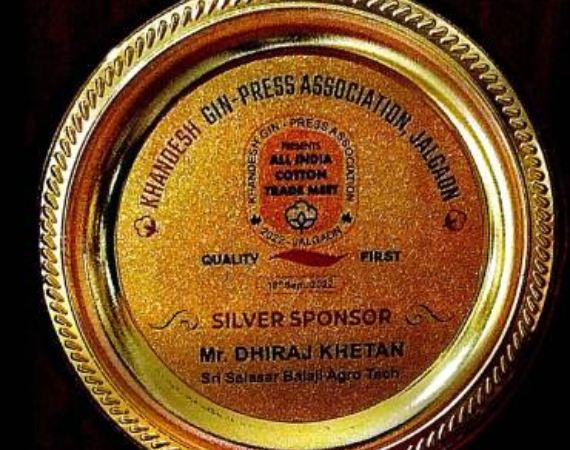 KHANDESH GIN-PRESS ASSOCIATION, JALGAON
KHANDESH GIN - PRESS ASSOCIATION
PRESENTS
ALL INDIA
COTTON
TRADE MEET
2022 - JALGAON
QUALITY FIRST
2022
SILVER SPONSOR
Mr. DHIRAJ KHETAN
Sri Salasar Balaji Agro Tech